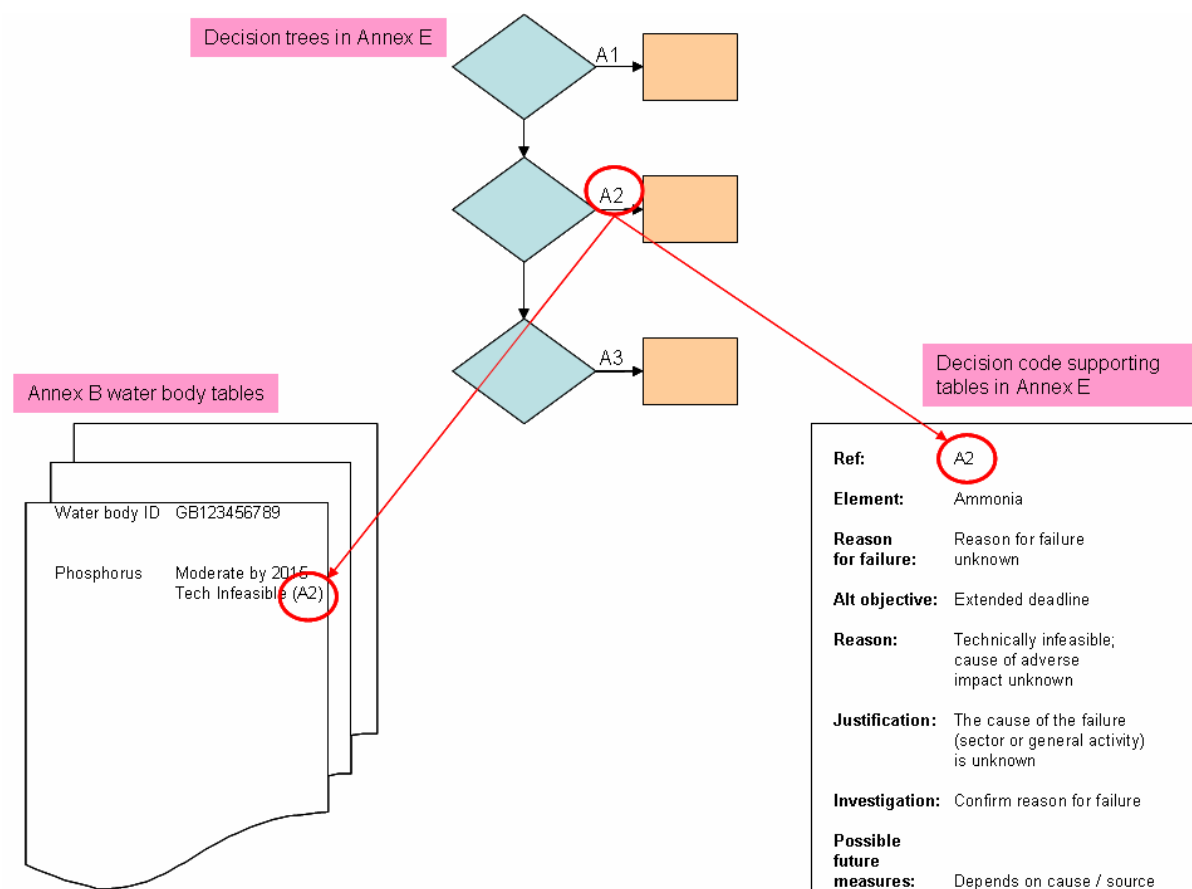 Decision trees in Annex E
A1
A2
A3
Annex B water body tables
Water body ID GB123456789
Phosphorus Moderate by 2015
Tech Infeasible (A2)
Decision code supporting
tables in Annex E
Ref: A2
Element: Ammonia
Reason Reason for failure
for failure: unknown
Alt objective: Extended deadline
Reason: Technically infeasible;
cause of adverse
impact unknown
Justification: The cause of the failure
(sector or general activity)
is unknown
Investigation: Confirm reason for failure
Possible
future
measures: Depends on cause / source